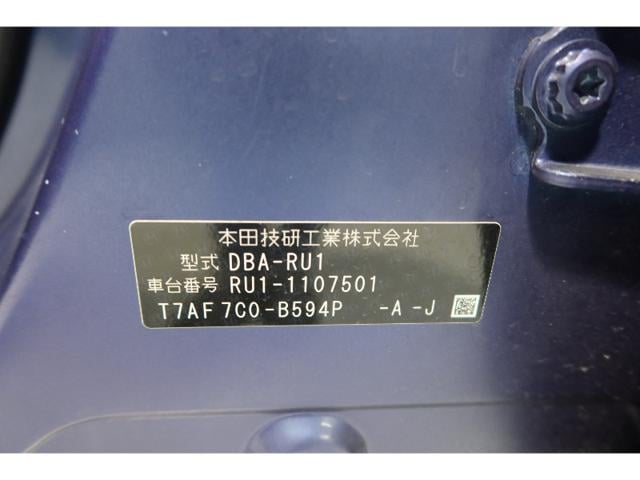 本田技研工業株式会社
型式 DBA-RU1
車台番号 RU1-1107501
T7AF 7C0-B594P -A -J